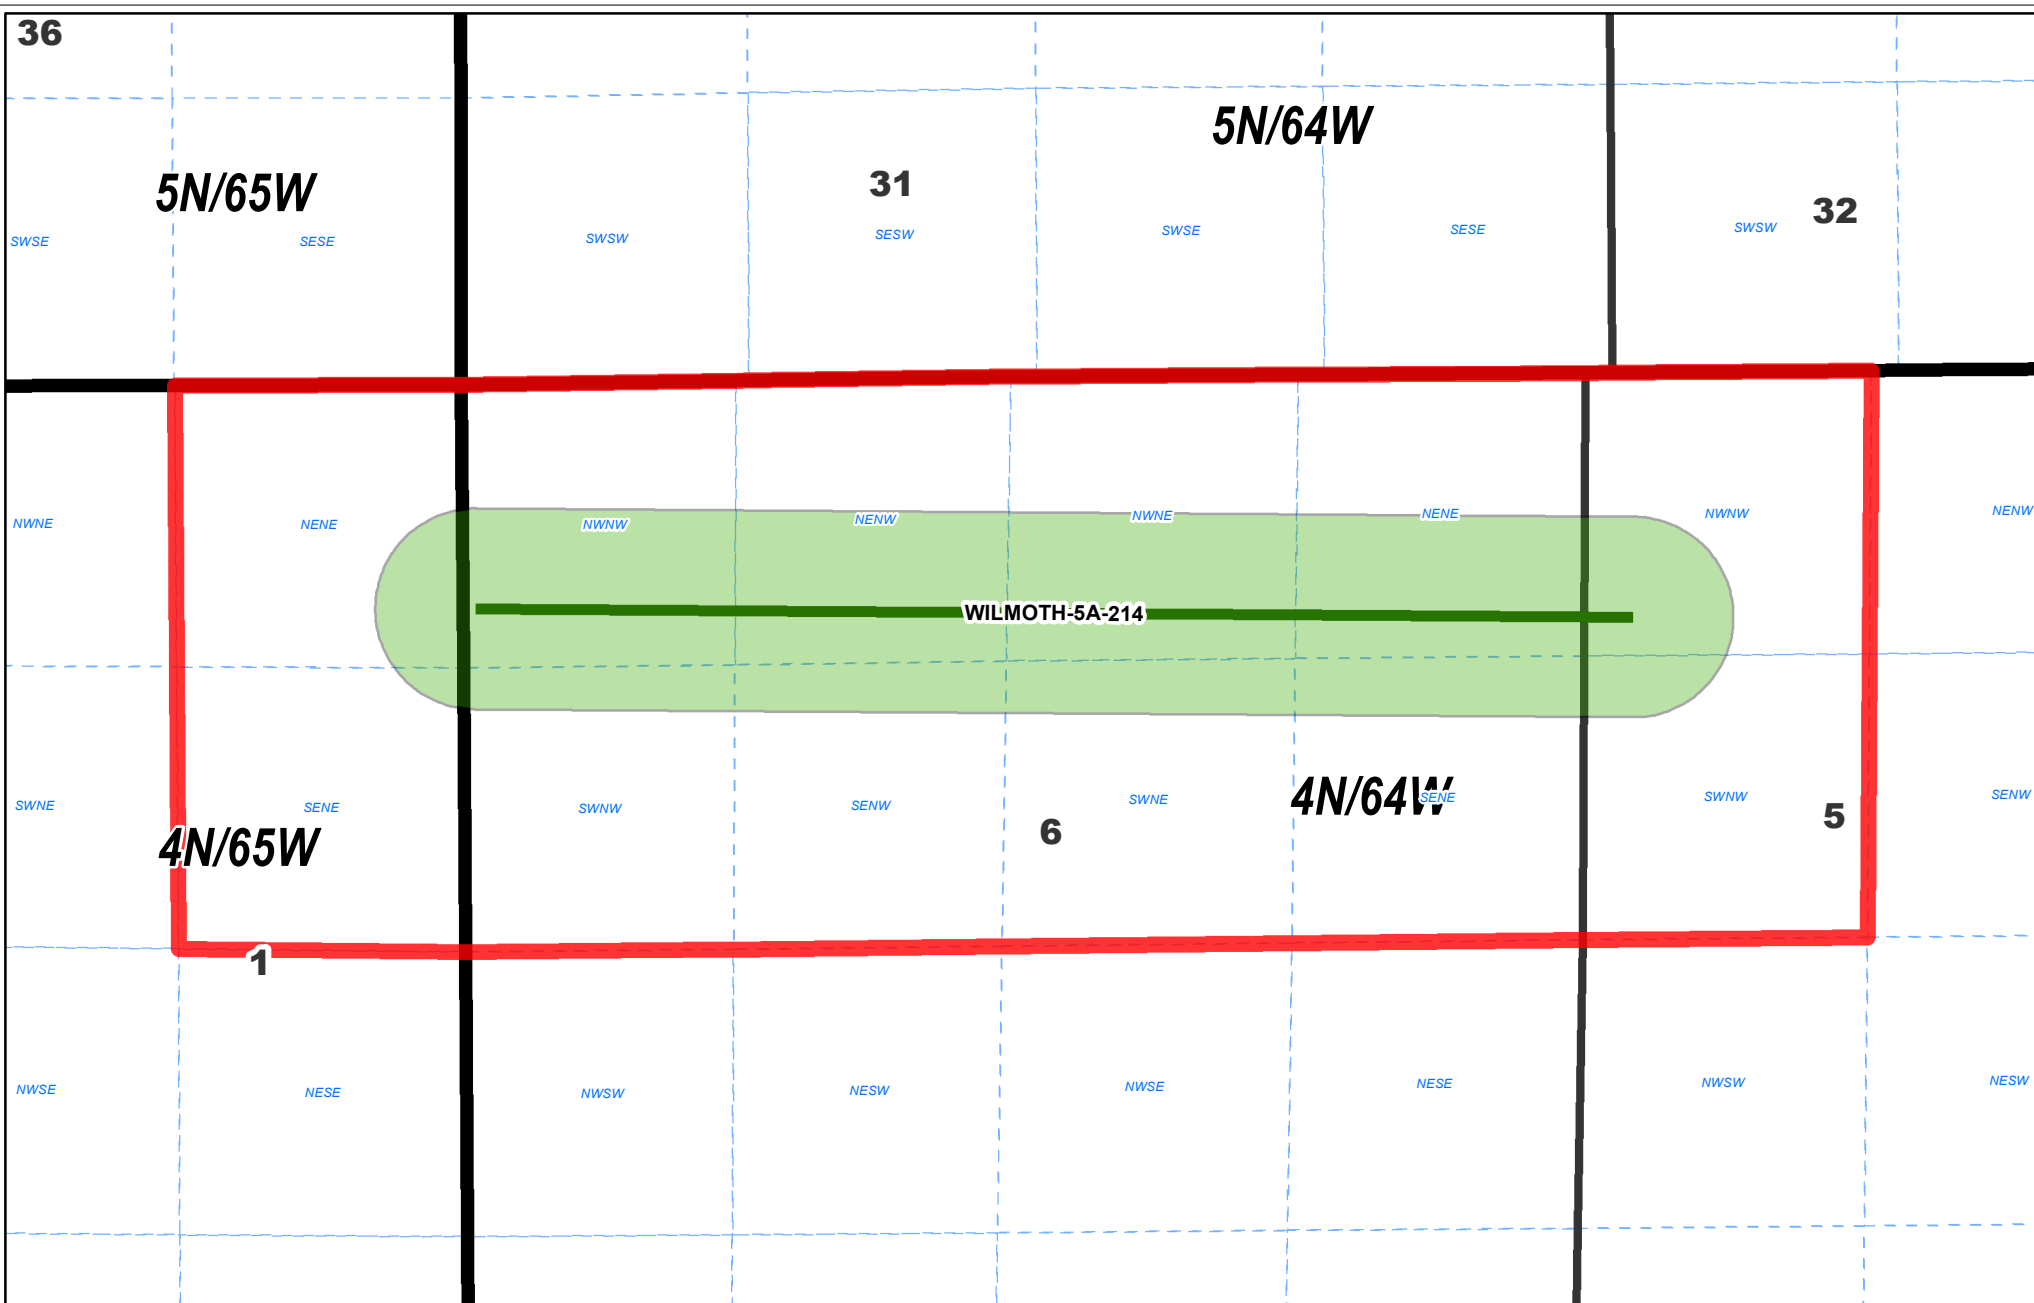 36
5N/64W
5N/65W
31
32
SWSE
SESE
SWSW
SESW
SWSE
SESE
SWSW
NWNE
NENE
NWNW
NENW
NWNE
NENE
NWNW
NENW
WILMOTH-5A-214
SWNE
SENE
SWNW
SENW
SWNE
4N/64W
SENE
SWNW
SENW
5
6
4N/65W
1
NWSE
NESE
NWSW
NESW
NWSE
NESE
NWSW
NESW